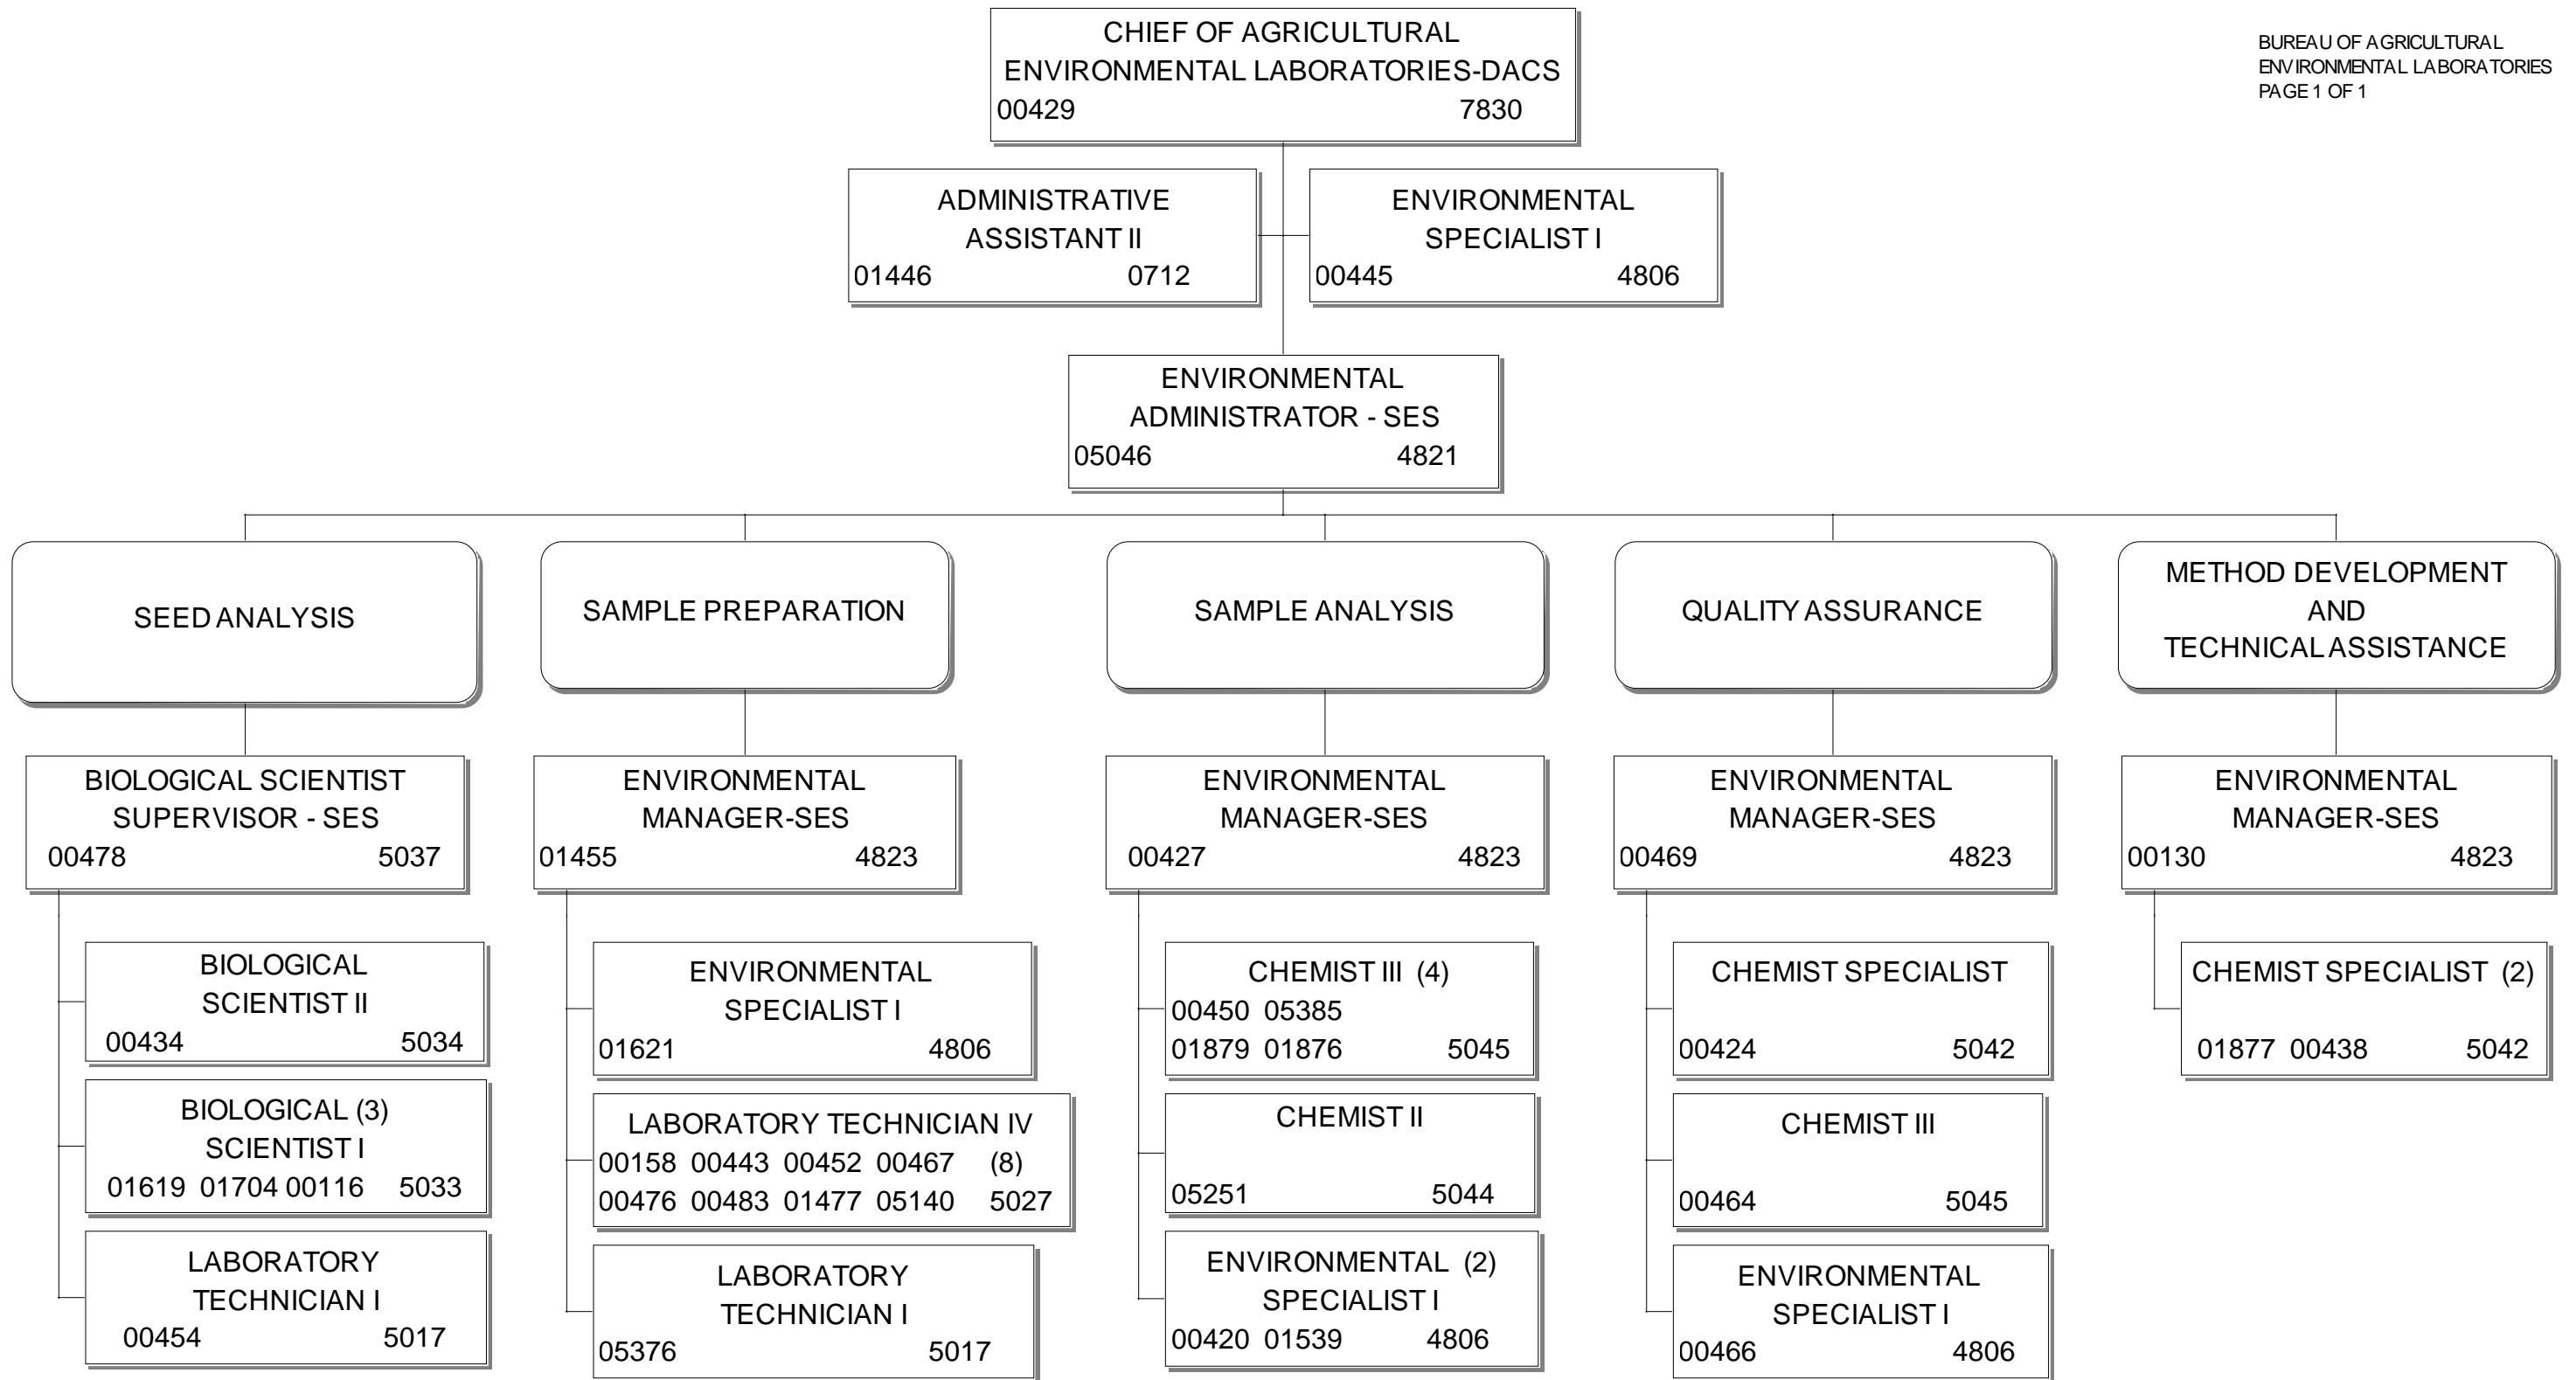 CHIEF OF AGRICULTURAL
ENVIRONMENTAL LABORATORIES-DACS
00429 7830
BUREAU OF AGRICULTURAL
ENVIRONMENTAL LABORATORIES
PAGE 1 OF 1
ADMINISTRATIVE
ASSISTANT II
01446 0712
ENVIRONMENTAL
SPECIALIST I
00445 4806
ENVIRONMENTAL
ADMINISTRATOR - SES
05046 4821
SEED ANALYSIS
SAMPLE PREPARATION
SAMPLE ANALYSIS
QUALITY ASSURANCE
METHOD DEVELOPMENT
AND
TECHNICAL ASSISTANCE
BIOLOGICAL SCIENTIST
SUPERVISOR - SES
00478 5037
ENVIRONMENTAL
MANAGER-SES
01455 4823
ENVIRONMENTAL
MANAGER-SES
00427 4823
ENVIRONMENTAL
MANAGER-SES
00469 4823
ENVIRONMENTAL
MANAGER-SES
00130 4823
BIOLOGICAL
SCIENTIST II
00434 5034
BIOLOGICAL (3)
SCIENTIST I
01619 01704 00116 5033
LABORATORY
TECHNICIAN I
00454 5017
ENVIRONMENTAL
SPECIALIST I
01621 4806
LABORATORY TECHNICIAN IV
00158 00443 00452 00467 (8)
00476 00483 01477 05140 5027
LABORATORY
TECHNICIAN I
05376 5017
CHEMIST III (4)
00450 05385
01879 01876 5045
CHEMIST II
05251 5044
ENVIRONMENTAL (2)
SPECIALIST I
00420 01539 4806
CHEMIST SPECIALIST
00424 5042
CHEMIST III
00464 5045
ENVIRONMENTAL
SPECIALIST I
00466 4806
CHEMIST SPECIALIST (2)
01877 00438 5042